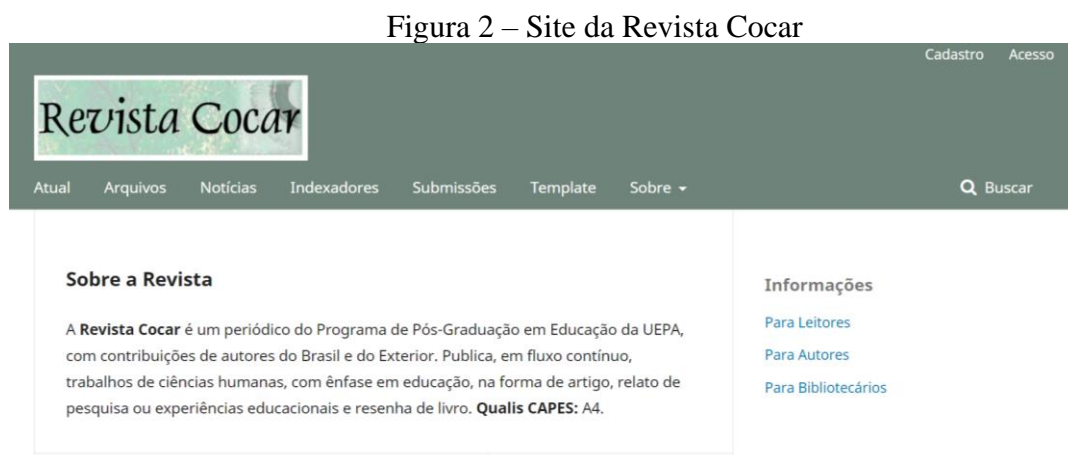 Figura 2 – Site da Revista Cocar
Cadastro Acesso
Revista Cocar
Atual Arquivos Notícias Indexadores Submissões Template Sobre
Buscar
Sobre a Revista
A Revista Cocar é um periódico do Programa de Pós-Graduação em Educação da UEPA,
com contribuições de autores do Brasil e do Exterior. Publica, em fluxo contínuo,
trabalhos de ciências humanas, com ênfase em educação, na forma de artigo, relato de
pesquisa ou experiências educacionais e resenha de livro. Qualis CAPES: A4.
Informações
Para Leitores
Para Autores
Para Bibliotecários